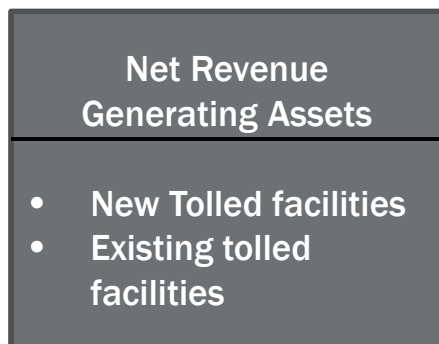 Net Revenue
Generating Assets
• New Tolled facilities
• Existing tolled
facilities